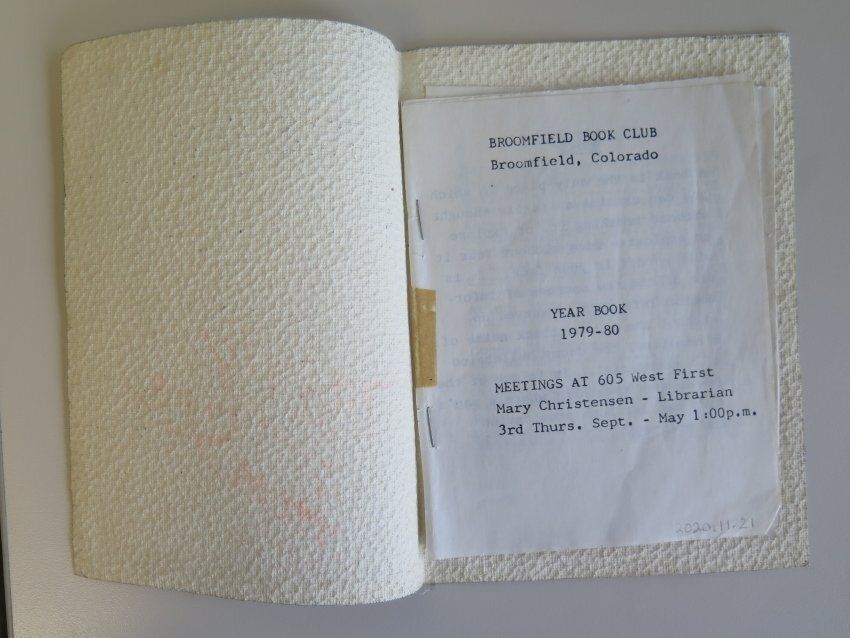 BROOMFIELD BOOK CLUB
Broomfield, Colorado
YEAR BOOK
1979-80
MEETINGS AT 605 West First
Mary Christensen - Librarian
3rd Thurs. Sept. - May 1:00p.m.
2020.11.21